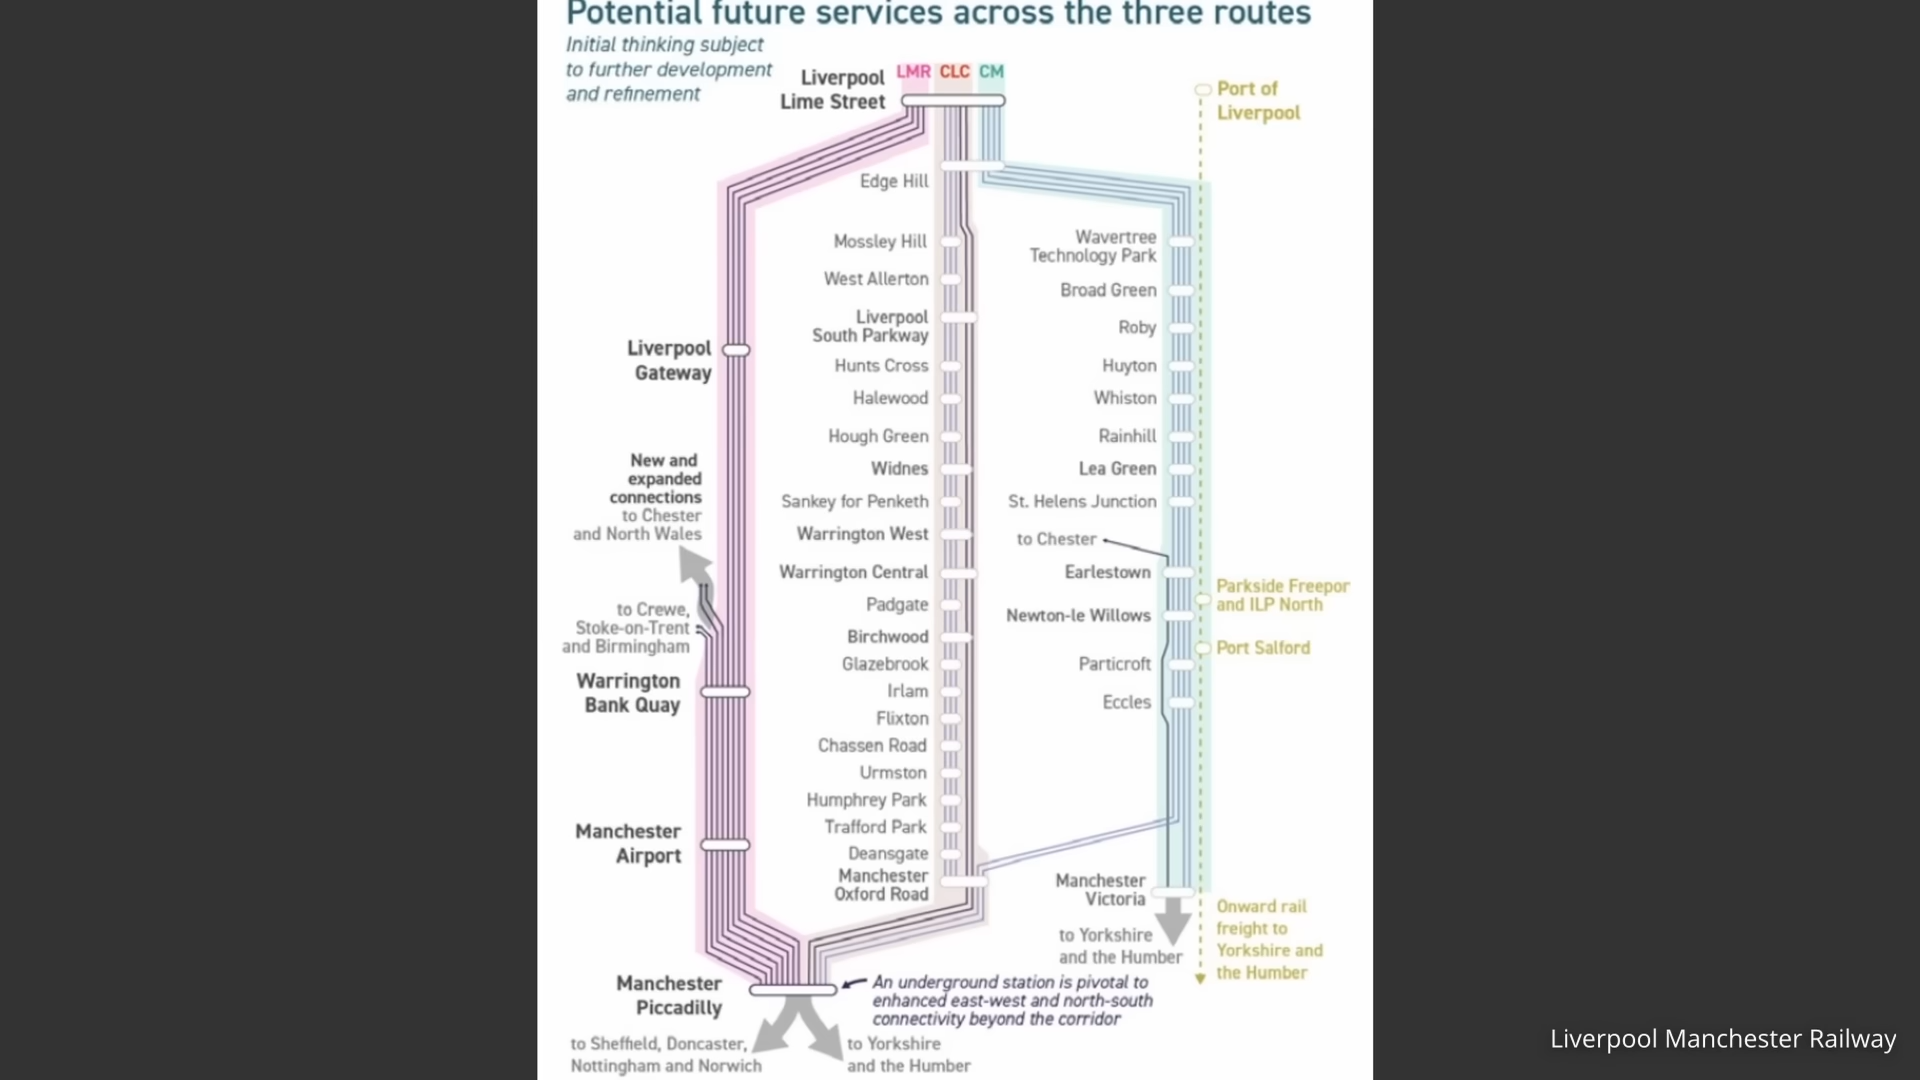 Potential future services across the three routes
Initial thinking subject
to further development
and refinement
Liverpool
Lime Street
LMR
CLC
CM
Port of
Liverpool
Edge Hill
Mossley Hill
West Allerton
Liverpool
South Parkway
Hunts Cross
Halewood
Hough Green
Widnes
Sankey for Penketh
Warrington West
Warrington Central
Padgate
Birchwood
Glazebrook
Irlam
Flixton
Chassen Road
Urmston
Humphrey Park
Trafford Park
Deansgate
Manchester
Oxford Road
Wavertree
Technology Park
Broad Green
Roby
Huyton
Whiston
Rainhill
Lea Green
St. Helens Junction
to Chester
Earlestown
Newton-le Willows
Particroft
Eccles
Manchester
Victoria
to Yorkshire
and the Humber
Parkside Freepor
and ILP North
Port Salford
Onward rail
freight to
Yorkshire and
the Humber
Liverpool
Gateway
New and
expanded
connections
to Chester
and North Wales
to Crewe,
Stoke-on-Trent
and Birmingham
Warrington
Bank Quay
Manchester
Airport
Manchester
Piccadilly
An underground station is pivotal to
enhanced east-west and north-south
connectivity beyond the corridor
to Sheffield, Doncaster,
Nottingham and Norwich
to Yorkshire
and the Humber
Liverpool Manchester Railway